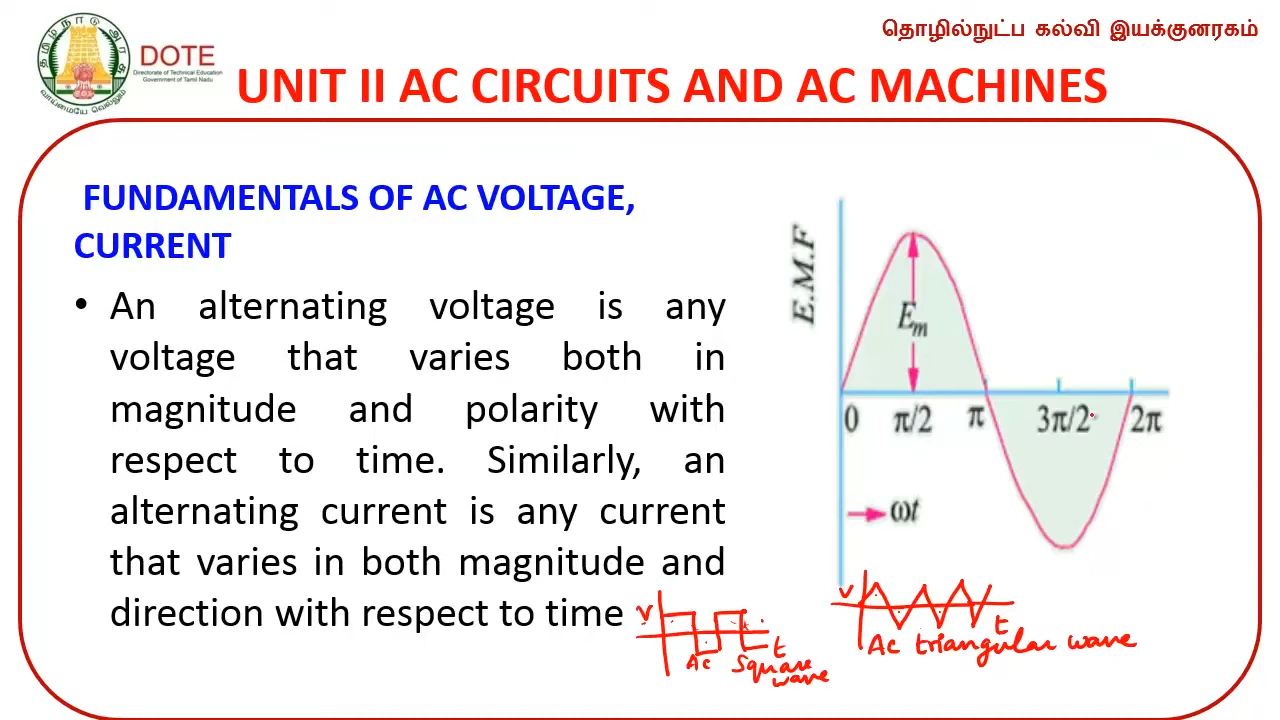 தொழில்நுட்ப கல்வி இயக்குனரகம்
தமிழ்நாடு அரசு
வாய்மையே வெல்லும்
DOTE
Directorate of Technical Education
Government of Tamil Nadu
UNIT II AC CIRCUITS AND AC MACHINES
FUNDAMENTALS OF AC VOLTAGE,
CURRENT
• An alternating voltage is any
voltage that varies both in
magnitude and polarity with
respect to time. Similarly, an
alternating current is any current
that varies in both magnitude and
direction with respect to time
E.M.F
Em
0 π/2 π 3π/2 2π
ωt
V
t
Ac Square
wave
V
t
Ac triangular wave